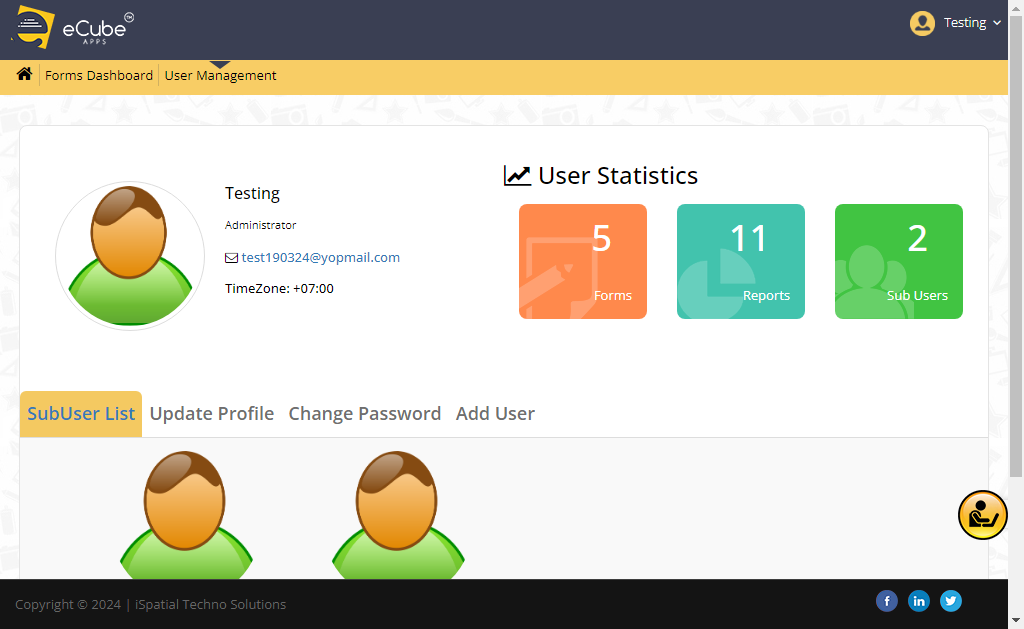 eCube
APPS
TM
Testing
Forms Dashboard
User Management
Testing
Administrator
test190324@yopmail.com
TimeZone: +07:00
User Statistics
5
Forms
11
Reports
2
Sub Users
SubUser List
Update Profile
Change Password
Add User
Copyright © 2024 | iSpatial Techno Solutions
f
in